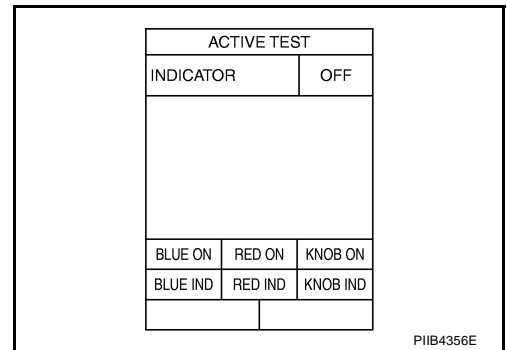 ACTIVE TEST
INDICATOR OFF
BLUE ON RED ON KNOB ON
BLUE IND RED IND KNOB IND
PIIB4356E